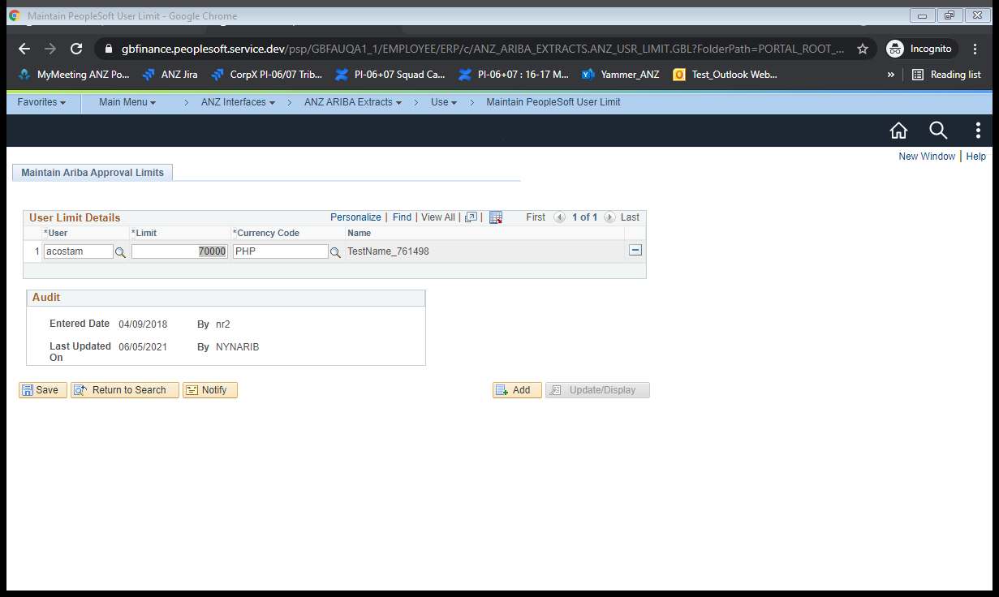 Maintain PeopleSoft User Limit - Google Chrome
gbfinance.peoplesoft.service.dev/psp/GBFAUQA1_1/EMPLOYEE/ERP/c/ANZ_ARIBA_EXTRACTS.ANZ_USR_LIMIT.GBL?FolderPath=PORTAL_ROOT_... Incognito
MyMeeting ANZ Po... ANZ Jira CorpX PI-06/07 Trib... PI-06+07 Squad Ca... PI-06+07 : 16-17 M... Yammer_ANZ Test_Outlook Web... » Reading list
Favorites Main Menu > ANZ Interfaces > ANZ ARIBA Extracts > Use > Maintain PeopleSoft User Limit
New Window | Help
Maintain Ariba Approval Limits
User Limit Details Personalize | Find | View All | | First 1 of 1 Last
*User *Limit *Currency Code Name
1 acostam 70000 PHP TestName_761498
Audit
Entered Date 04/09/2018 By nr2
Last Updated On 06/05/2021 By NYNARIB
Save Return to Search Notify Add Update/Display